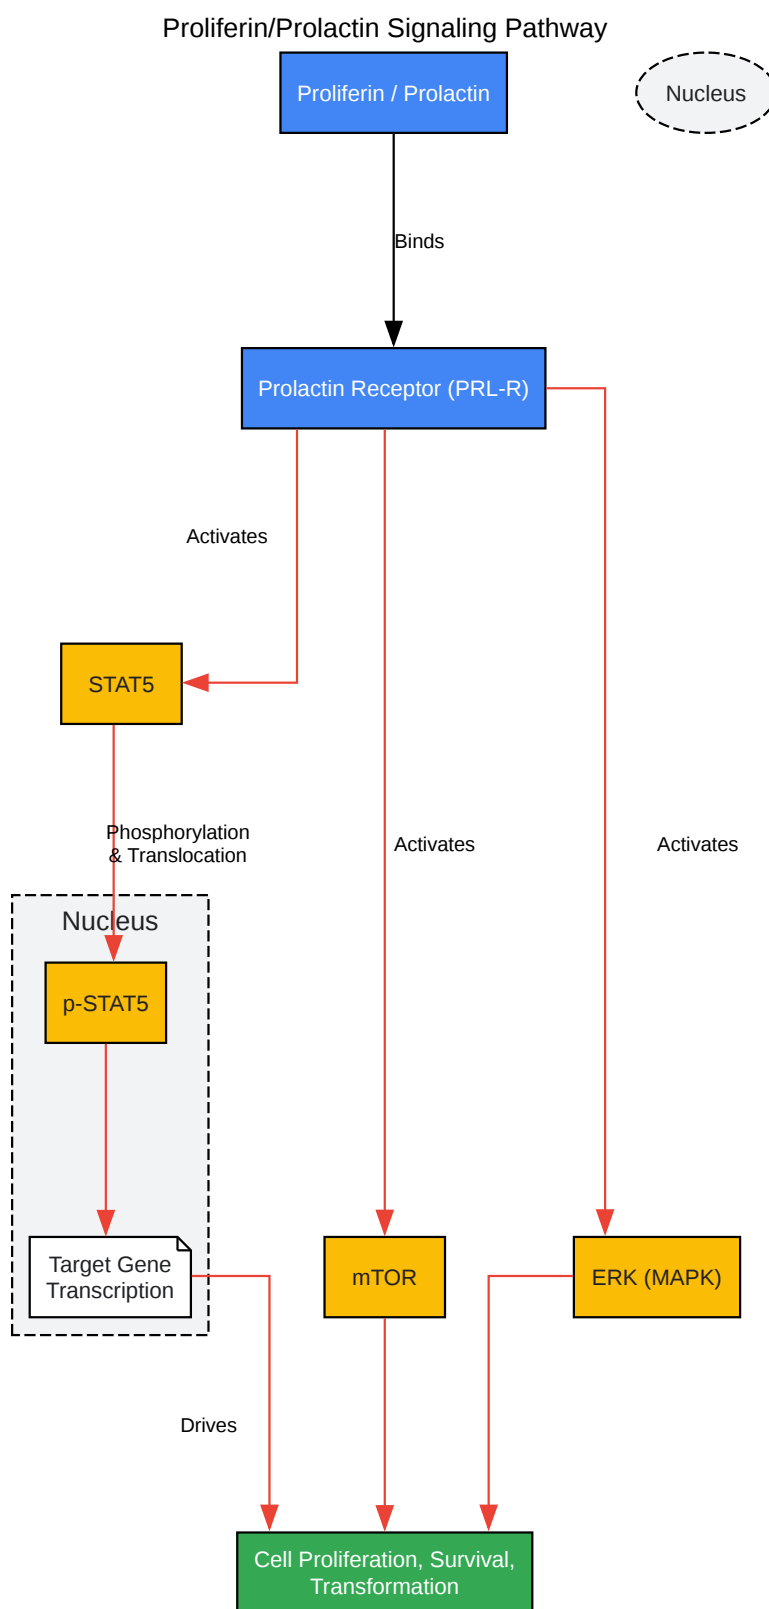 Proliferin/Prolactin Signaling Pathway
Proliferin / Prolactin
Nucleus
Binds
Prolactin Receptor (PRL-R)
Activates
STAT5
Phosphorylation
& Translocation
Activates
Activates
Nucleus
p-STAT5
Target Gene
Transcription
mTOR
ERK (MAPK)
Drives
Cell Proliferation, Survival,
Transformation